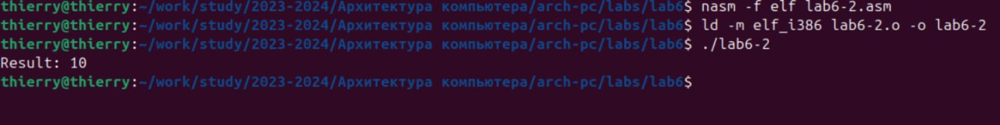 thierry@thierry:~/work/study/2023-2024/Архитектура компьютера/arch-pc/labs/lab6$ nasm -f elf lab6-2.asm
thierry@thierry:~/work/study/2023-2024/Архитектура компьютера/arch-pc/labs/lab6$ ld -m elf_i386 lab6-2.o -o lab6-2
thierry@thierry:~/work/study/2023-2024/Архитектура компьютера/arch-pc/labs/lab6$ ./lab6-2
Result: 10
thierry@thierry:~/work/study/2023-2024/Архитектура компьютера/arch-pc/labs/lab6$